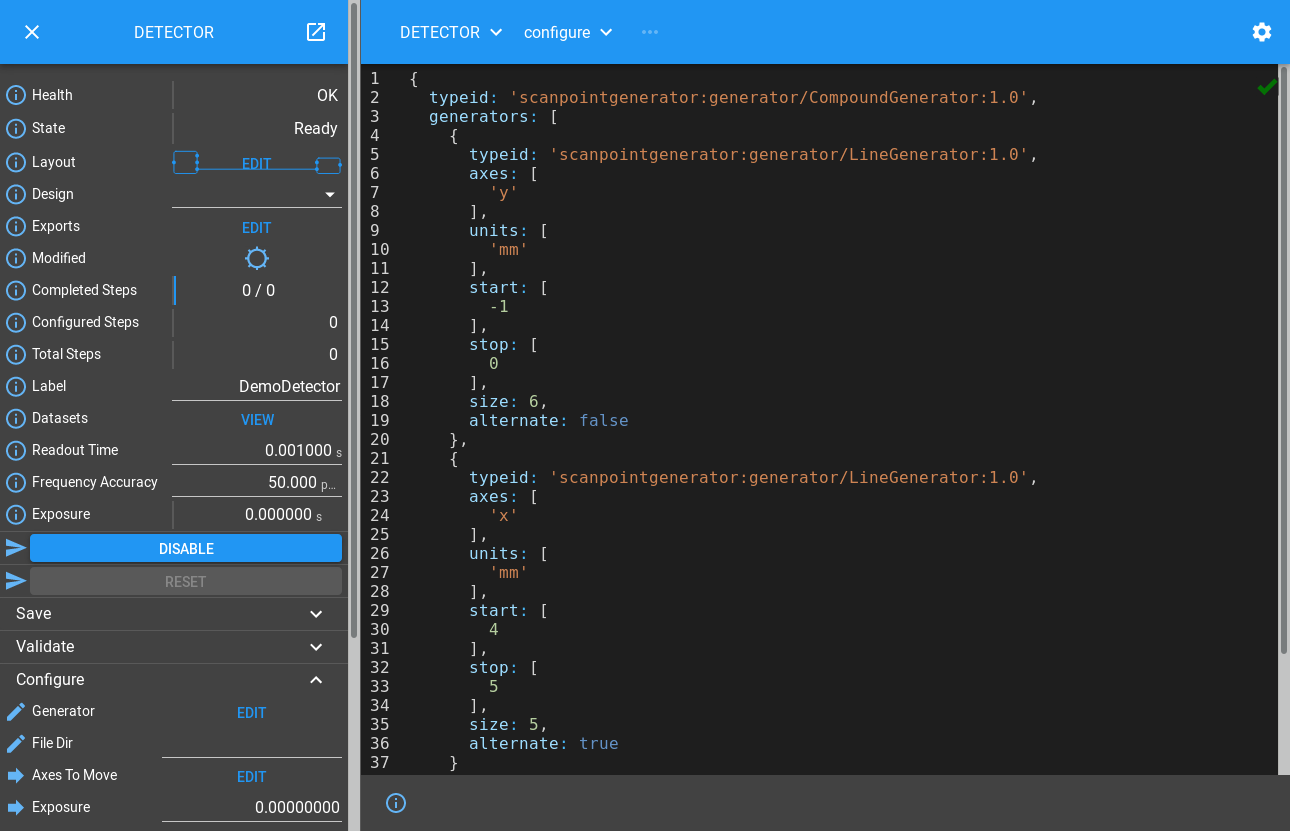 DETECTOR
Health OK
State Ready
Layout EDIT
Design
Exports EDIT
Modified
Completed Steps 0 / 0
Configured Steps 0
Total Steps 0
Label DemoDetector
Datasets VIEW
Readout Time 0.001000 s
Frequency Accuracy 50.000 p...
Exposure 0.000000 s
DISABLE
RESET
Save
Validate
Configure
Generator EDIT
File Dir
Axes To Move EDIT
Exposure 0.00000000
DETECTOR configure ...
1 {
2 typeid: 'scanpointgenerator:generator/CompoundGenerator:1.0',
3 generators: [
4 {
5 typeid: 'scanpointgenerator:generator/LineGenerator:1.0',
6 axes: [
7 'y'
8 ],
9 units: [
10 'mm'
11 ],
12 start: [
13 -1
14 ],
15 stop: [
16 0
17 ],
18 size: 6,
19 alternate: false
20 },
21 {
22 typeid: 'scanpointgenerator:generator/LineGenerator:1.0',
23 axes: [
24 'x'
25 ],
26 units: [
27 'mm'
28 ],
29 start: [
30 4
31 ],
32 stop: [
33 5
34 ],
35 size: 5,
36 alternate: true
37 }